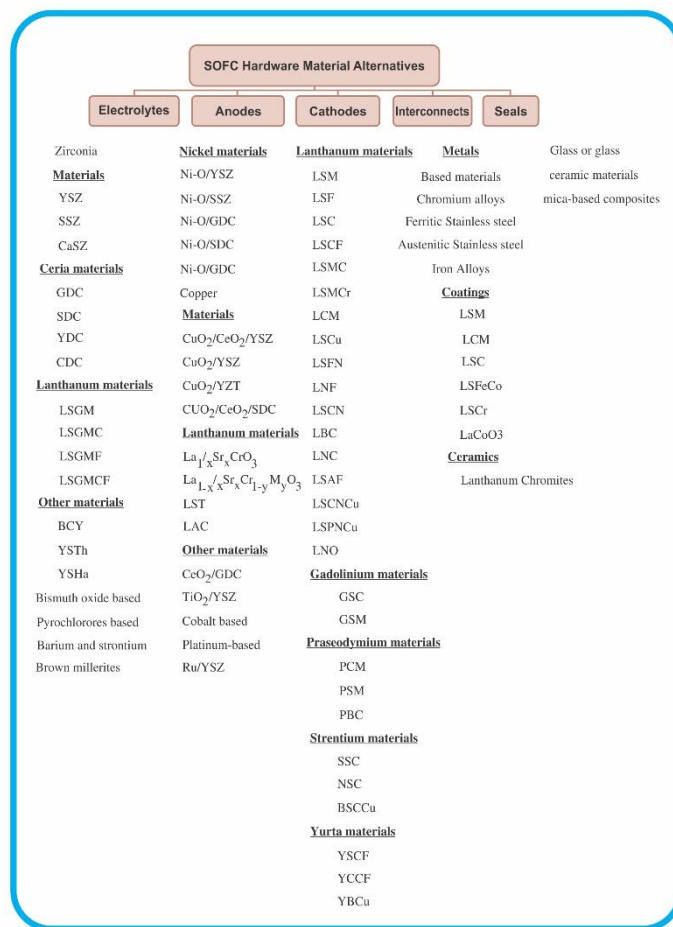 SOFC Hardware Material Alternatives
Electrolytes
Anodes
Cathodes
Interconnects
Seals
Zirconia
Materials
YSZ
SSZ
CaSZ
Ceria materials
GDC
SDC
YDC
CDC
Lanthanum materials
LSGM
LSGMC
LSGMF
LSGMCF
Other materials
BCY
YSTh
YSHa
Bismuth oxide based
Pyrochlorores based
Barium and strontium
Brown millerites
Nickel materials
Ni-O/YSZ
Ni-O/SSZ
Ni-O/GDC
Ni-O/SDC
Ni-O/GDC
Copper
Materials
CuO2/CeO2/YSZ
CuO2/YSZ
CuO2/YZT
CUO2/CeO2/SDC
Lanthanum materials
La1/xSrxCrO3
La1-x/xSrxCr1-yMyO3
LST
LAC
Other materials
CeO2/GDC
TiO2/YSZ
Cobalt based
Platinum-based
Ru/YSZ
Lanthanum materials
LSM
LSF
LSC
LSCF
LSMC
LSMCr
LCM
LSCu
LSFN
LNF
LSCN
LBC
LNC
LSAF
LSCNCu
LSPNCu
LNO
Gadolinium materials
GSC
GSM
Praseodymium materials
PCM
PSM
PBC
Strentium materials
SSC
NSC
BSCCu
Yurta materials
YSCF
YCCF
YBCu
Metals
Based materials
Chromium alloys
Ferritic Stainless steel
Austenitic Stainless steel
Iron Alloys
Coatings
LSM
LCM
LSC
LSFeCo
LSCr
LaCoO3
Ceramics
Lanthanum Chromites
Glass or glass
ceramic materials
mica-based composites